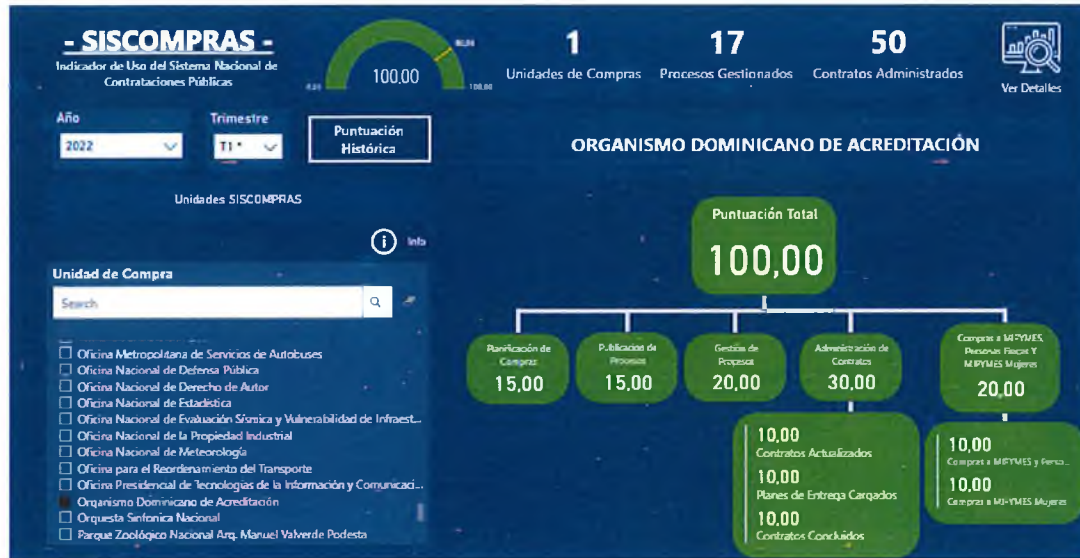 - SISCOMPRAS -
Indicador de Uso del Sistema Nacional de
Contrataciones Públicas
100,00
100,00
1
Unidades de Compras
17
Procesos Gestionados
50
Contratos Administrados
Ver Detalles
Año
2022
Trimestre
T1 *
Puntuación
Histórica
Unidades SISCOMPRAS
Info
Unidad de Compra
Search
Oficina Metropolitana de Servicios de Autobuses
Oficina Nacional de Defensa Pública
Oficina Nacional de Derecho de Autor
Oficina Nacional de Estadística
Oficina Nacional de Evaluación Sísmica y Vulnerabilidad de Infraest...
Oficina Nacional de la Propiedad Industrial
Oficina Nacional de Meteorología
Oficina para el Reordenamiento del Transporte
Oficina Presidencial de Tecnologías de la Información y Comunicaci...
Organismo Dominicano de Acreditación
Orquesta Sinfonica Nacional
Parque Zoológico Nacional Arq. Manuel Valverde Podesta
ORGANISMO DOMINICANO DE ACREDITACIÓN
Puntuación Total
100,00
Planificación de
Compras
15,00
Publicación de
Procesos
15,00
Gestión de
Procesos
20,00
Administración de
Contratos
30,00
Compras a MIPYMES,
Personas Físicas Y
MIPYMES Mujeres
20,00
10,00
Contratos Actualizados
10,00
Planes de Entrega Cargados
10,00
Contratos Concluidos
10,00
Compras a MIPYMES y Perso...
10,00
Compras a MIPYMES Mujeres